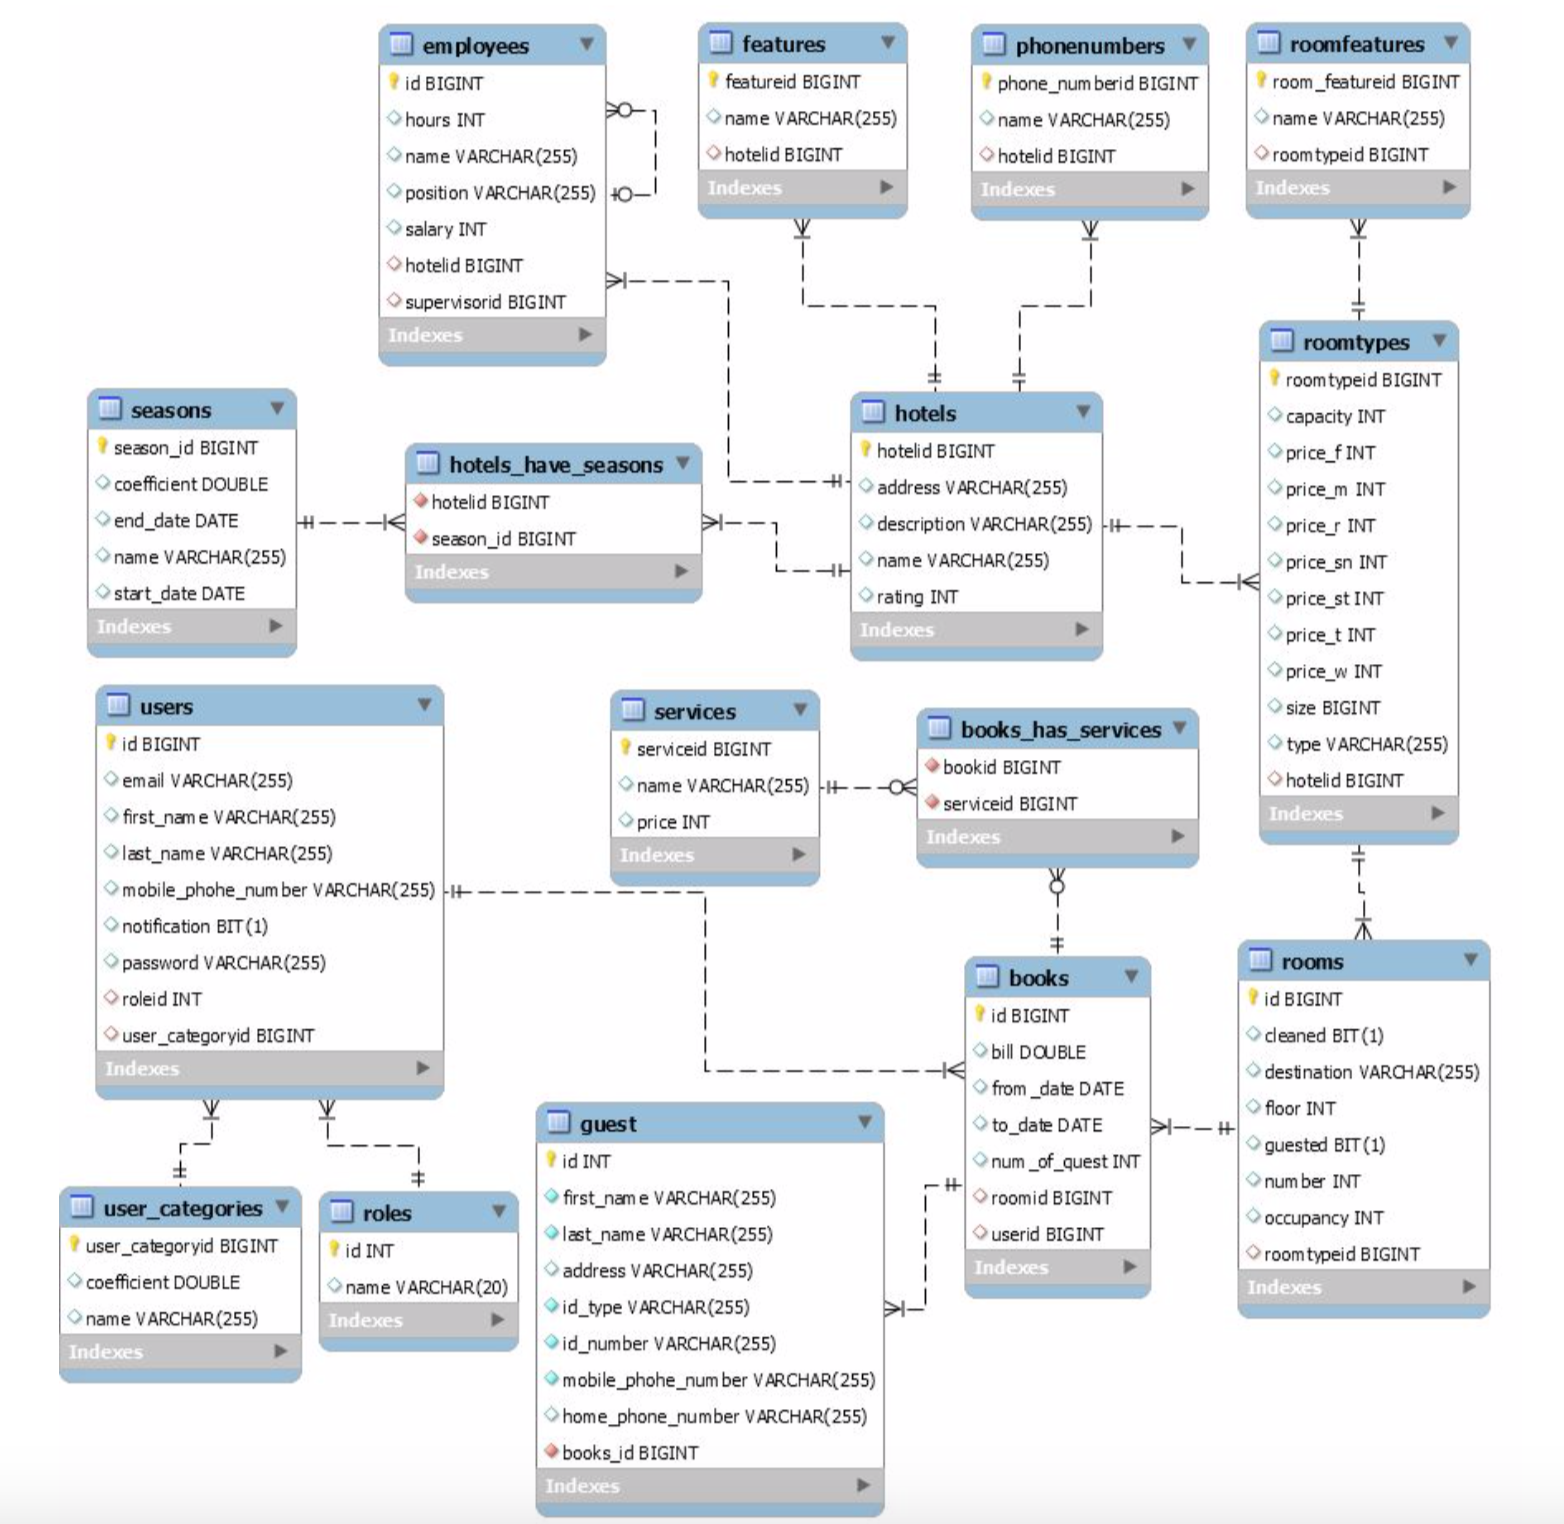 employees
id BIGINT
hours INT
name VARCHAR(255)
position VARCHAR(255)
salary INT
hotelid BIGINT
supervisorid BIGINT
Indexes
features
featureid BIGINT
name VARCHAR(255)
hotelid BIGINT
Indexes
phonenumbers
phone_numberid BIGINT
name VARCHAR(255)
hotelid BIGINT
Indexes
roomfeatures
room_featureid BIGINT
name VARCHAR(255)
roomtypeid BIGINT
Indexes
seasons
season_id BIGINT
coefficient DOUBLE
end_date DATE
name VARCHAR(255)
start_date DATE
Indexes
hotels_have_seasons
hotelid BIGINT
season_id BIGINT
Indexes
hotels
hotelid BIGINT
address VARCHAR(255)
description VARCHAR(255)
name VARCHAR(255)
rating INT
Indexes
roomtypes
roomtypeid BIGINT
capacity INT
price_f INT
price_m INT
price_r INT
price_sn INT
price_st INT
price_t INT
price_w INT
size BIGINT
type VARCHAR(255)
hotelid BIGINT
Indexes
users
id BIGINT
email VARCHAR(255)
first_name VARCHAR(255)
last_name VARCHAR(255)
mobile_phohe_number VARCHAR(255)
notification BIT(1)
password VARCHAR(255)
roleid INT
user_categoryid BIGINT
Indexes
services
serviceid BIGINT
name VARCHAR(255)
price INT
Indexes
books_has_services
bookid BIGINT
serviceid BIGINT
Indexes
books
id BIGINT
bill DOUBLE
from_date DATE
to_date DATE
num_of_quest INT
roomid BIGINT
userid BIGINT
Indexes
rooms
id BIGINT
cleaned BIT(1)
destination VARCHAR(255)
floor INT
guested BIT(1)
number INT
occupancy INT
roomtypeid BIGINT
Indexes
user_categories
user_categoryid BIGINT
coefficient DOUBLE
name VARCHAR(255)
Indexes
roles
id INT
name VARCHAR(20)
Indexes
guest
id INT
first_name VARCHAR(255)
last_name VARCHAR(255)
address VARCHAR(255)
id_type VARCHAR(255)
id_number VARCHAR(255)
mobile_phohe_number VARCHAR(255)
home_phone_number VARCHAR(255)
books_id BIGINT
Indexes